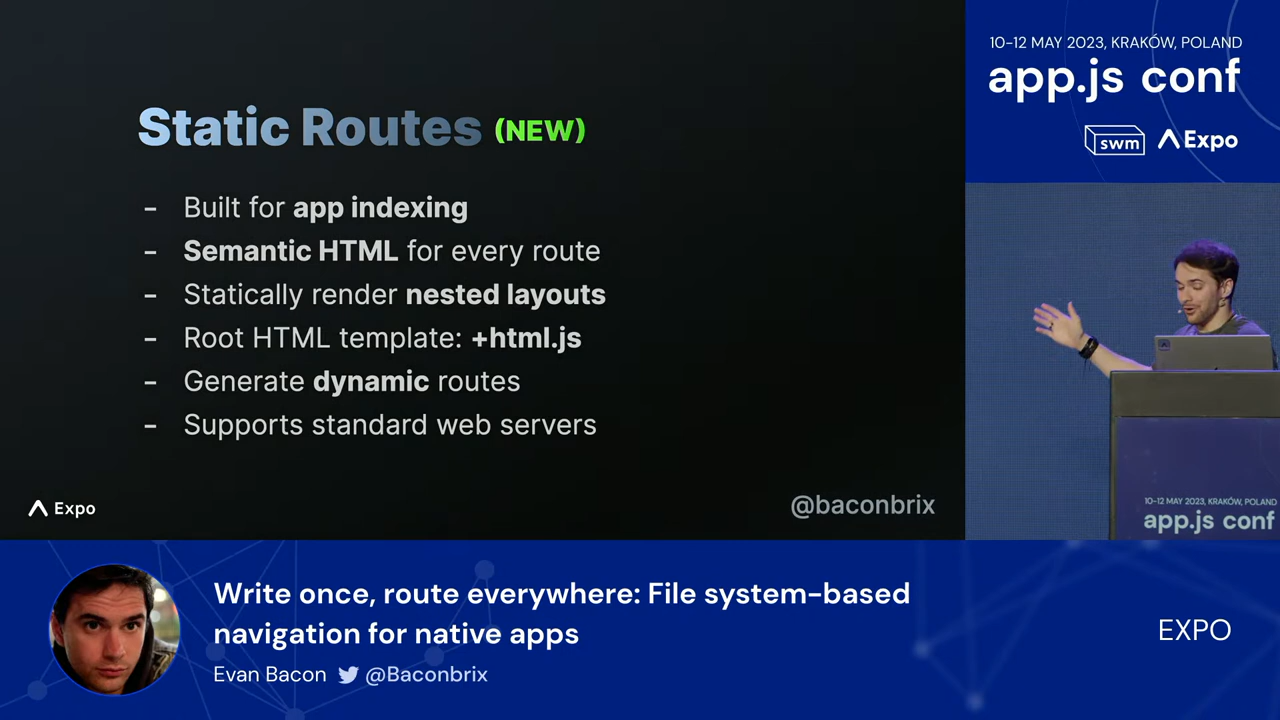 Static Routes (NEW)
- Built for app indexing
- Semantic HTML for every route
- Statically render nested layouts
- Root HTML template: +html.js
- Generate dynamic routes
- Supports standard web servers
Expo
@baconbrix
10-12 MAY 2023, KRAKÓW, POLAND
app.js conf
swm
Expo
10-12 MAY 2023, KRAKÓW, POLAND
app.js conf
Write once, route everywhere: File system-based
navigation for native apps
Evan Bacon @Baconbrix
EXPO